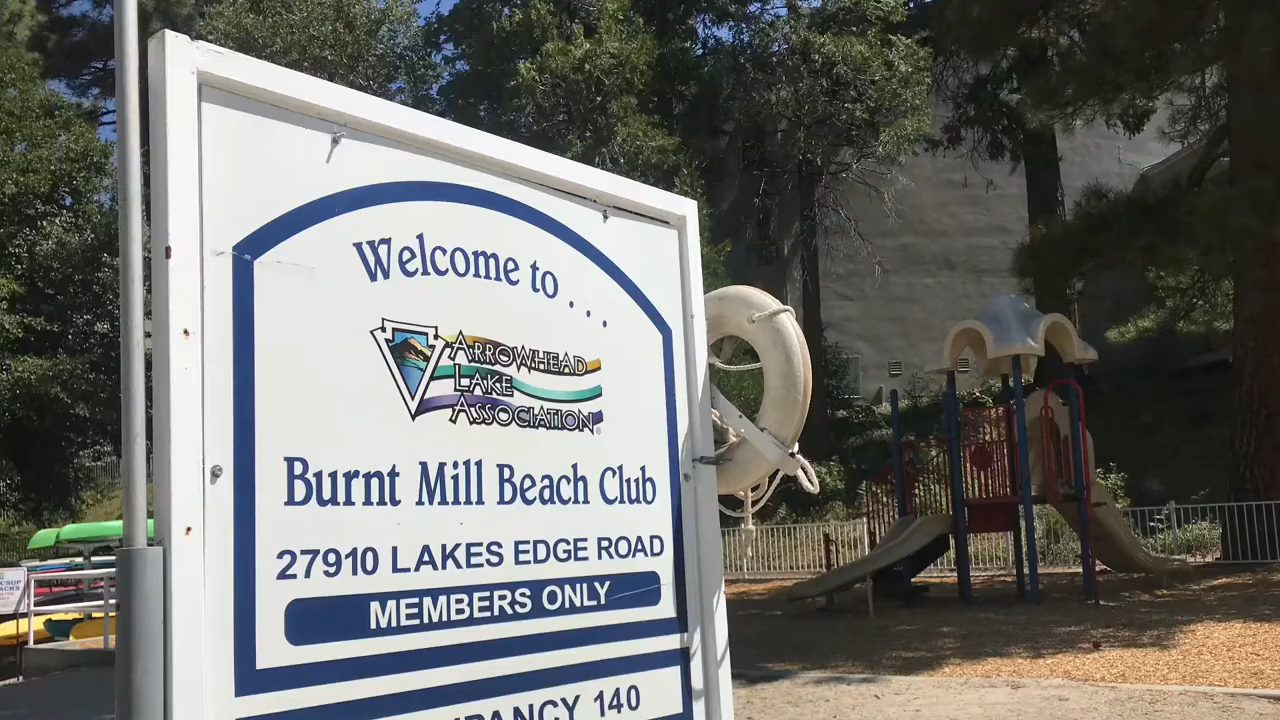 Welcome to....
ARROWHEAD
LAKE
ASSOCIATION®
Burnt Mill Beach Club
27910 LAKES EDGE ROAD
MEMBERS ONLY
140